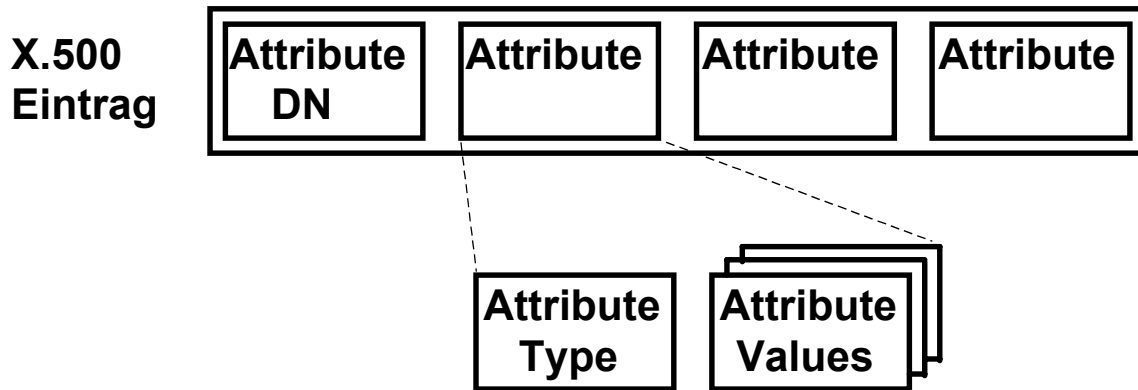 X.500
Eintrag
Attribute
DN
Attribute
Attribute
Attribute
Attribute
Type
Attribute
Values